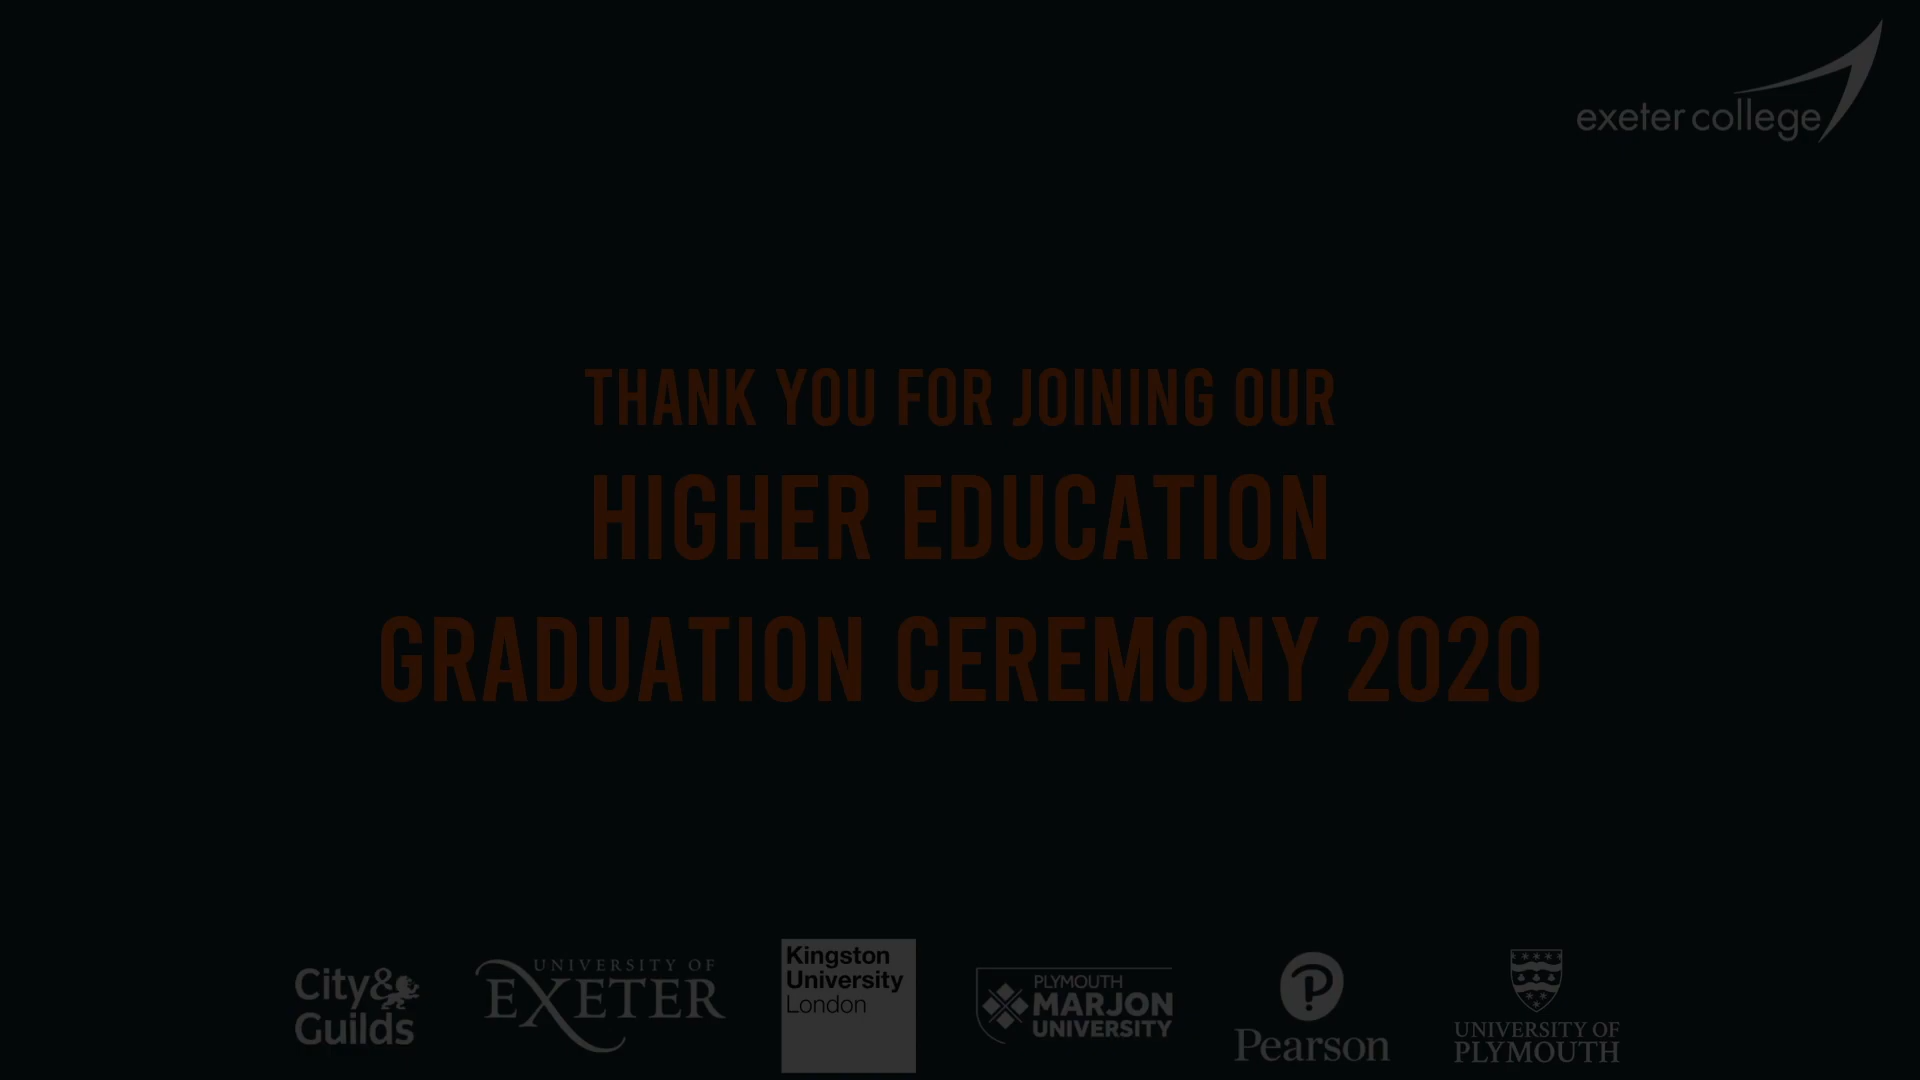 exeter college
THANK YOU FOR JOINING OUR
HIGHER EDUCATION
GRADUATION CEREMONY 2020
City&
Guilds
UNIVERSITY OF
EXETER
Kingston
University
London
PLYMOUTH
MARJON
UNIVERSITY
Pearson
UNIVERSITY OF
PLYMOUTH